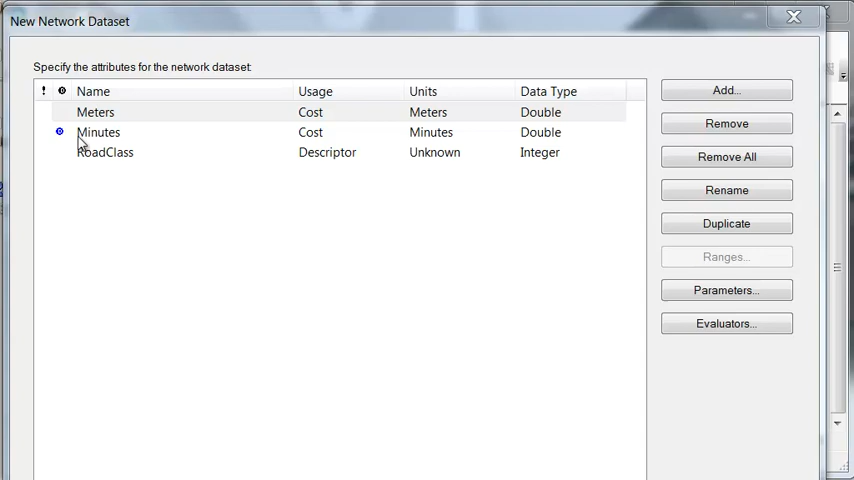 New Network Dataset
Specify the attributes for the network dataset:
! Name Usage Units Data Type
Meters Cost Meters Double
Minutes Cost Minutes Double
RoadClass Descriptor Unknown Integer
Add...
Remove
Remove All
Rename
Duplicate
Ranges...
Parameters...
Evaluators...